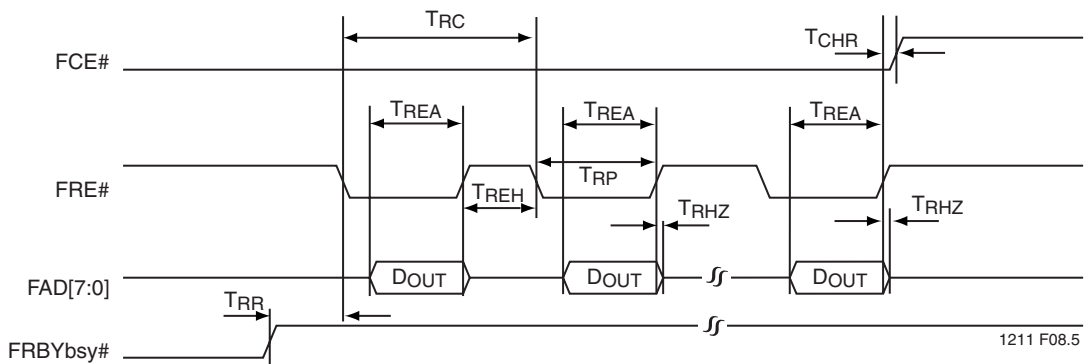 TRC
TCHR
FCE#
TREA
TREA
TREA
FRE#
TRP
TREH
TRHZ
TRHZ
FAD[7:0]
DOUT
DOUT
DOUT
TRR
FRBYbsy#
1211 F08.5